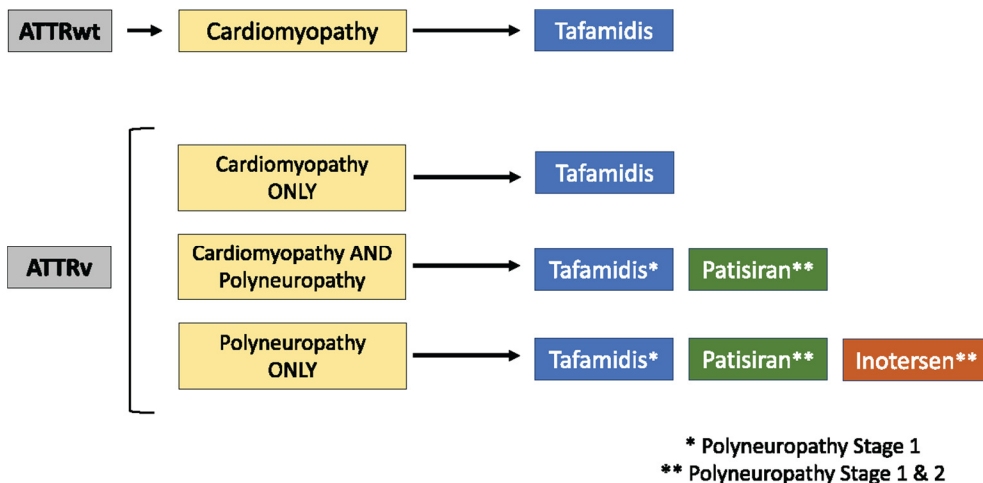 ATTRwt
Cardiomyopathy
Tafamidis
ATTRv
Cardiomyopathy
ONLY
Tafamidis
Cardiomyopathy AND
Polyneuropathy
Tafamidis*
Patisiran**
Polyneuropathy
ONLY
Tafamidis*
Patisiran**
Inotersen**
* Polyneuropathy Stage 1
** Polyneuropathy Stage 1 & 2